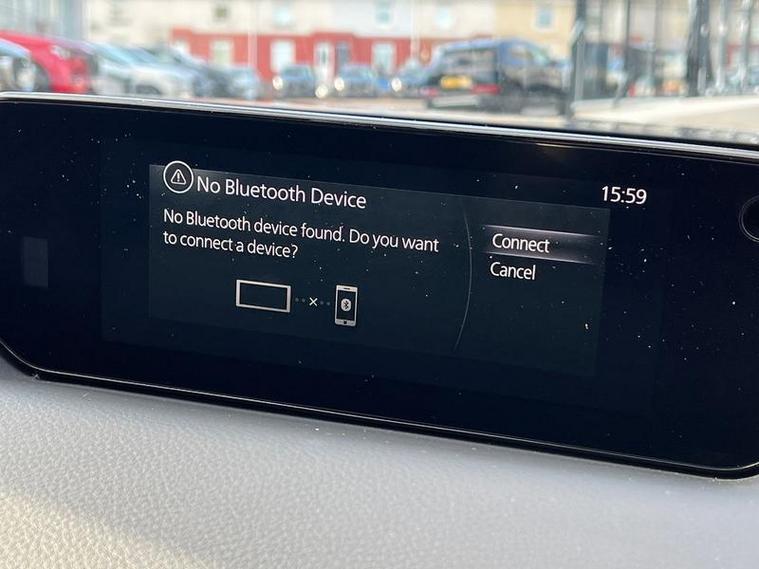 No Bluetooth Device
15:59
No Bluetooth device found. Do you want
to connect a device?
Connect
Cancel